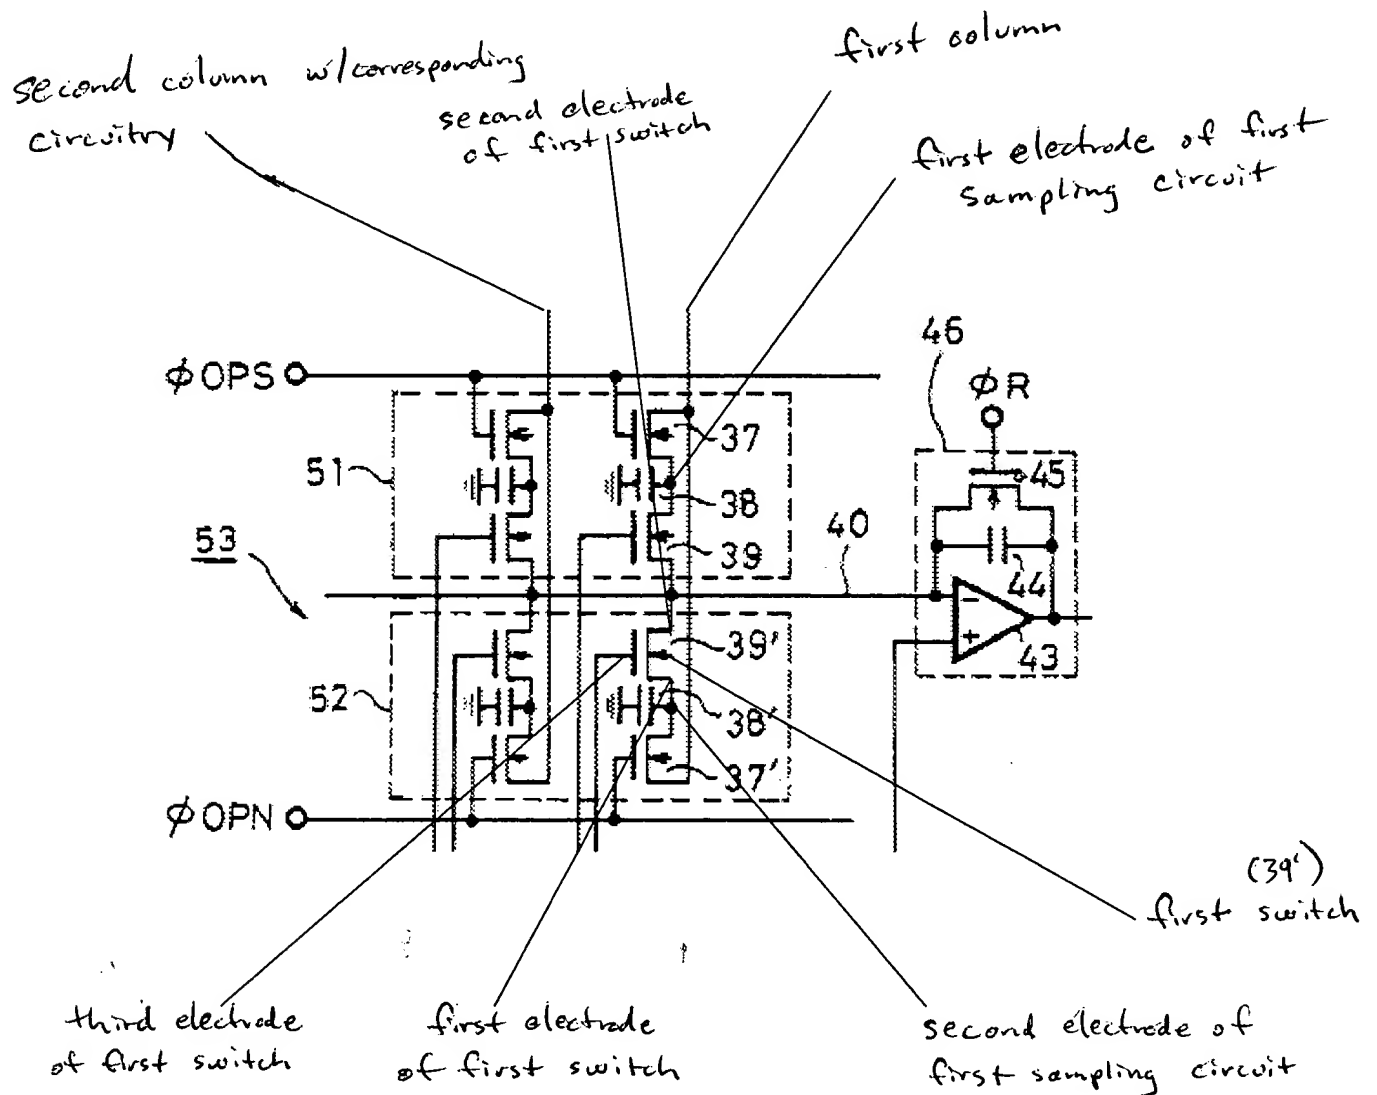 first column
second column w/corresponding
circuitry
second electrode
of first switch
first electrode of first
sampling circuit
46
φOPS
φR
37
45
51
38
40
53
39
44
43
39'
52
38'
37'
φOPN
(39')
first switch
third electrode
of first switch
first electrode
of first switch
second electrode of
first sampling circuit